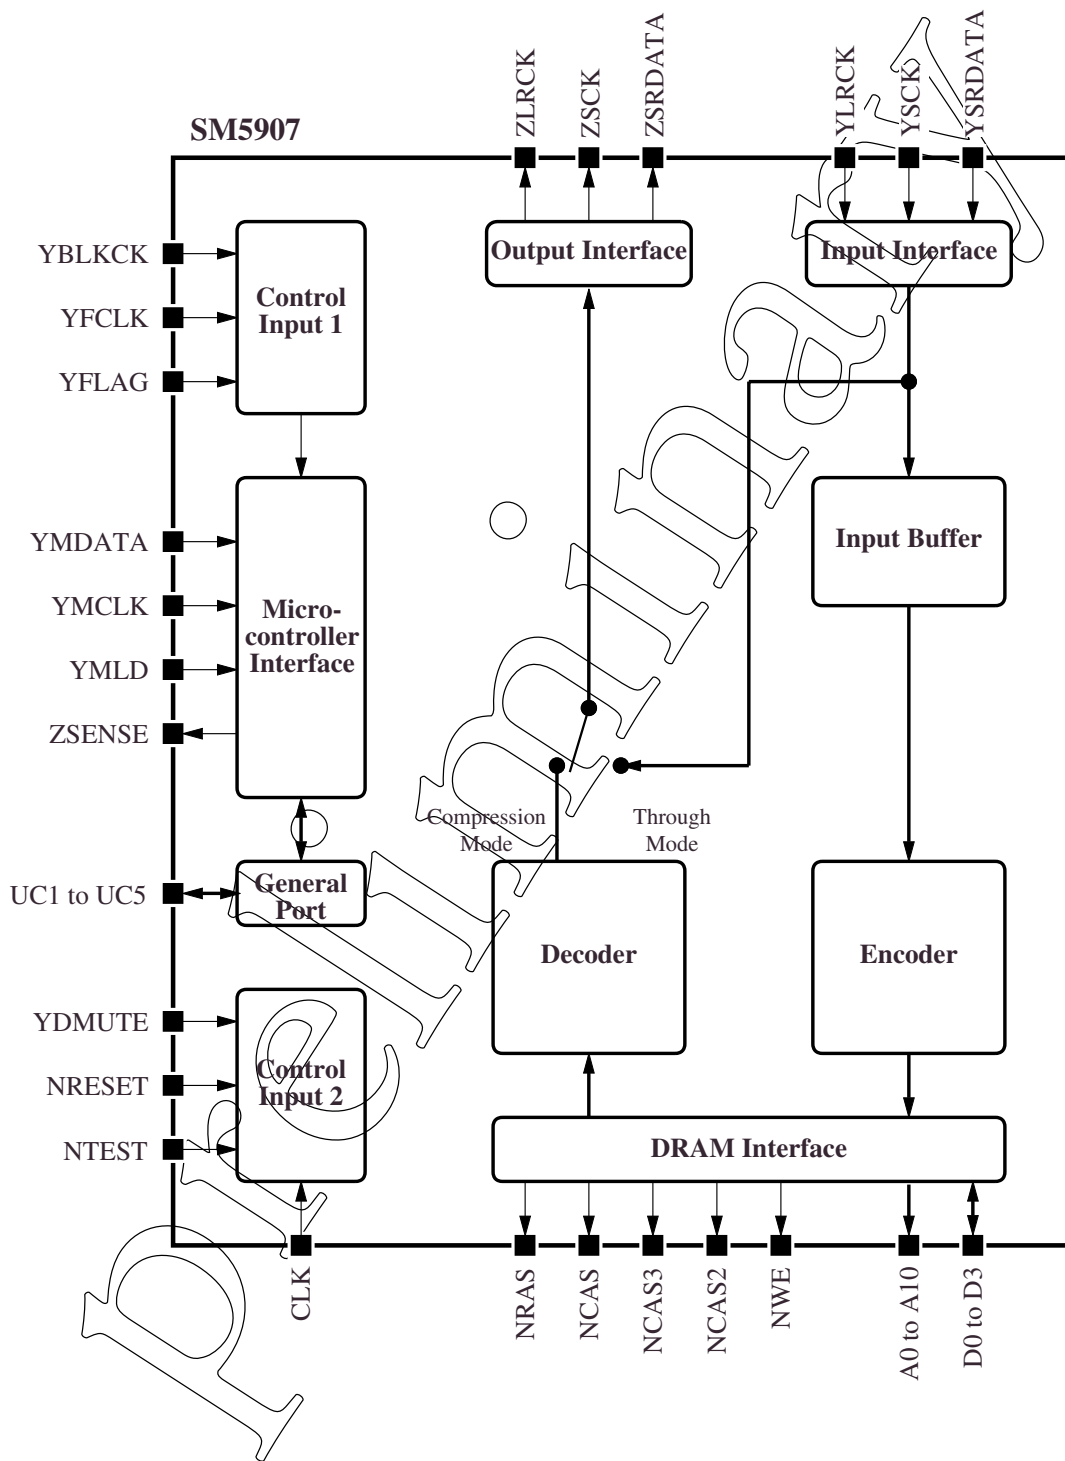 SM5907
ZLRCK
ZSCK
ZSRDATA
YLRCK
YSCK
YSRDATA
YBLKCK
YFCLK
YFLAG
Control
Input 1
Output Interface
Input Interface
YMDATA
YMCLK
YMLD
ZSENSE
Micro-
controller
Interface
Input Buffer
Compression
Mode
Through
Mode
UC1 to UC5
General
Port
Decoder
Encoder
YDMUTE
NRESET
NTEST
Control
Input 2
DRAM Interface
CLK
NRAS
NCAS
NCAS3
NCAS2
NWE
A0 to A10
D0 to D3
preliminary